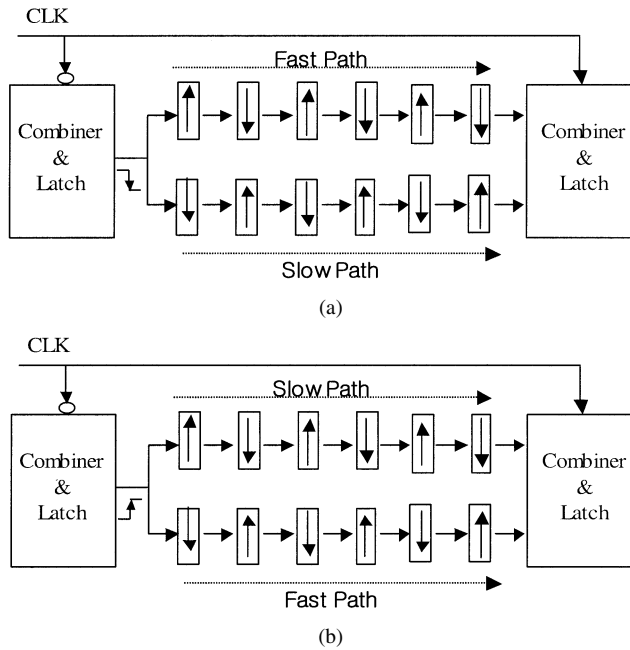 CLK
Fast Path
Combiner
&
Latch
Combiner
&
Latch
Slow Path
(a)
CLK
Slow Path
Combiner
&
Latch
Combiner
&
Latch
Fast Path
(b)